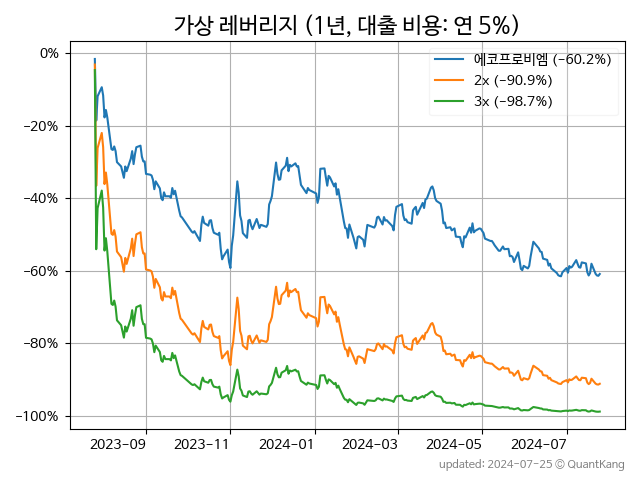 가상 레버리지 (1년, 대출 비용: 연 5%)
에코프로비엠 (−60.2%)
2x (−90.9%)
3x (−98.7%)
0%
−20%
−40%
−60%
−80%
−100%
2023-09 2023-11 2024-01 2024-03 2024-05 2024-07
updated: 2024-07-25 © QuantKang